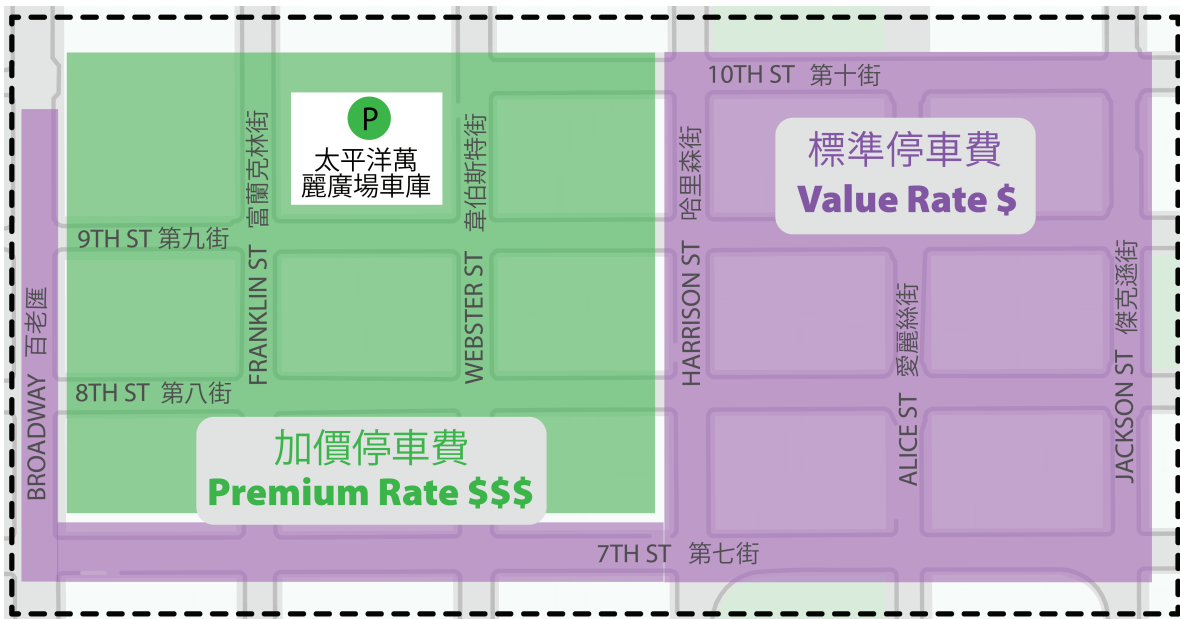 10TH ST 第十街
P
太平洋萬
麗廣場車庫
標準停車費
Value Rate $
富蘭克林街
FRANKLIN ST
韋伯斯特街
WEBSTER ST
哈里森街
HARRISON ST
9TH ST 第九街
BROADWAY 百老匯
愛麗絲街
ALICE ST
傑克遜街
JACKSON ST
8TH ST 第八街
加價停車費
Premium Rate $$$
7TH ST 第七街